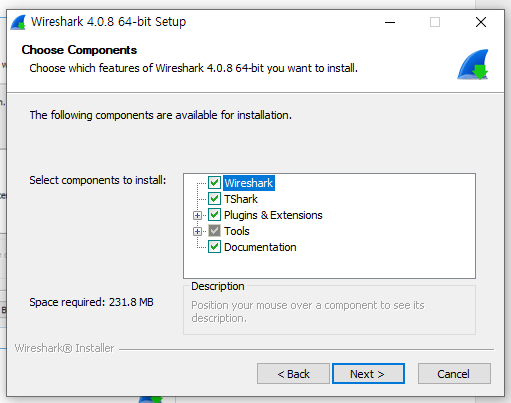 Wireshark 4.0.8 64-bit Setup
Choose Components
Choose which features of Wireshark 4.0.8 64-bit you want to install.
The following components are available for installation.
Select components to install:
Wireshark
TShark
Plugins & Extensions
Tools
Documentation
Space required: 231.8 MB
Description
Position your mouse over a component to see its
description.
Wireshark® Installer
< Back
Next >
Cancel